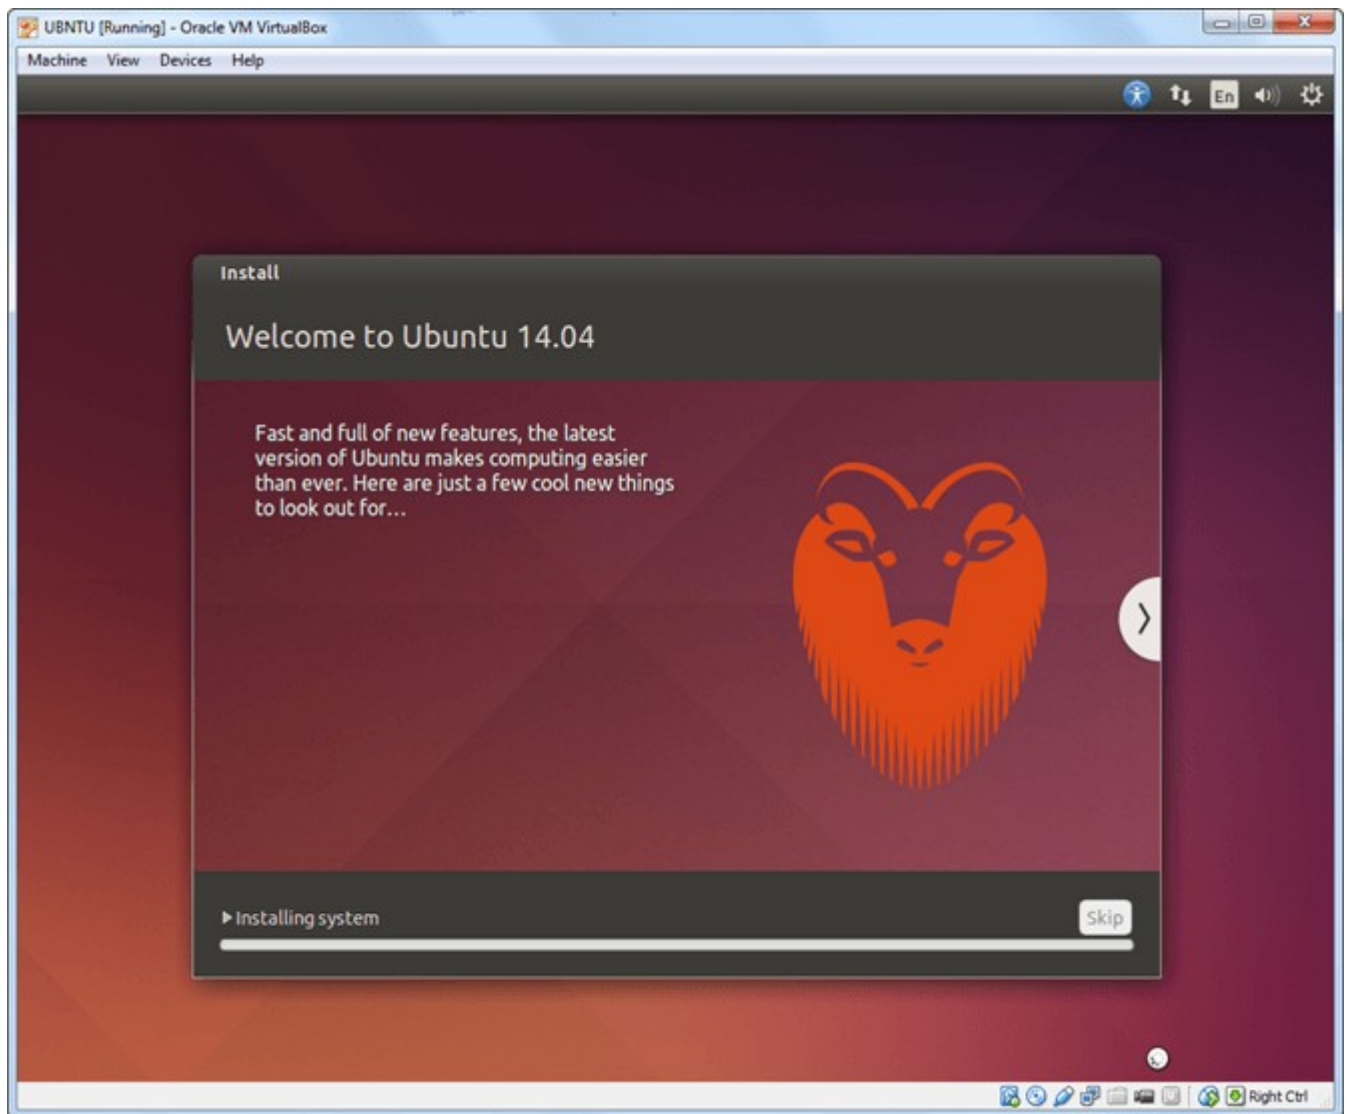 UBNTU [Running] - Oracle VM VirtualBox
Machine View Devices Help
En
Install
Welcome to Ubuntu 14.04
Fast and full of new features, the latest
version of Ubuntu makes computing easier
than ever. Here are just a few cool new things
to look out for...
Installing system
Skip
Right Ctrl